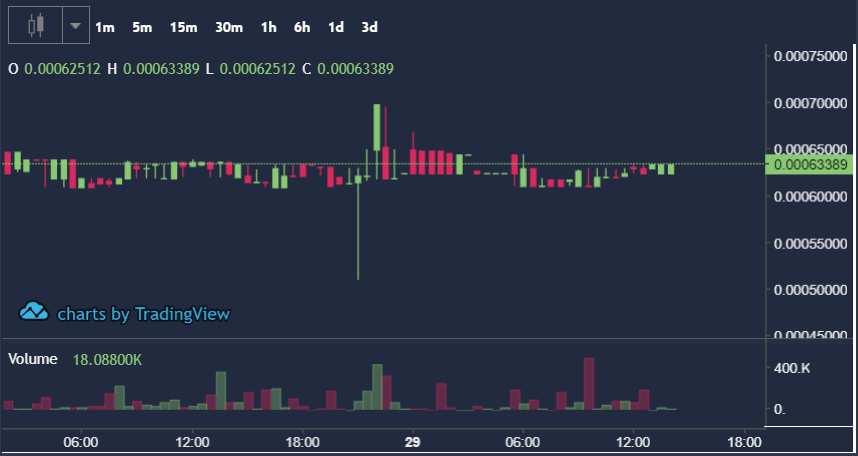 1m 5m 15m 30m 1h 6h 1d 3d
O 0.00062512 H 0.00063389 L 0.00062512 C 0.00063389
0.00075000
0.00070000
0.00065000
0.00063389
0.00060000
0.00055000
0.00050000
0.00045000
charts by TradingView
Volume 18.08800K
400.K
0.
06:00 12:00 18:00 29 06:00 12:00 18:00